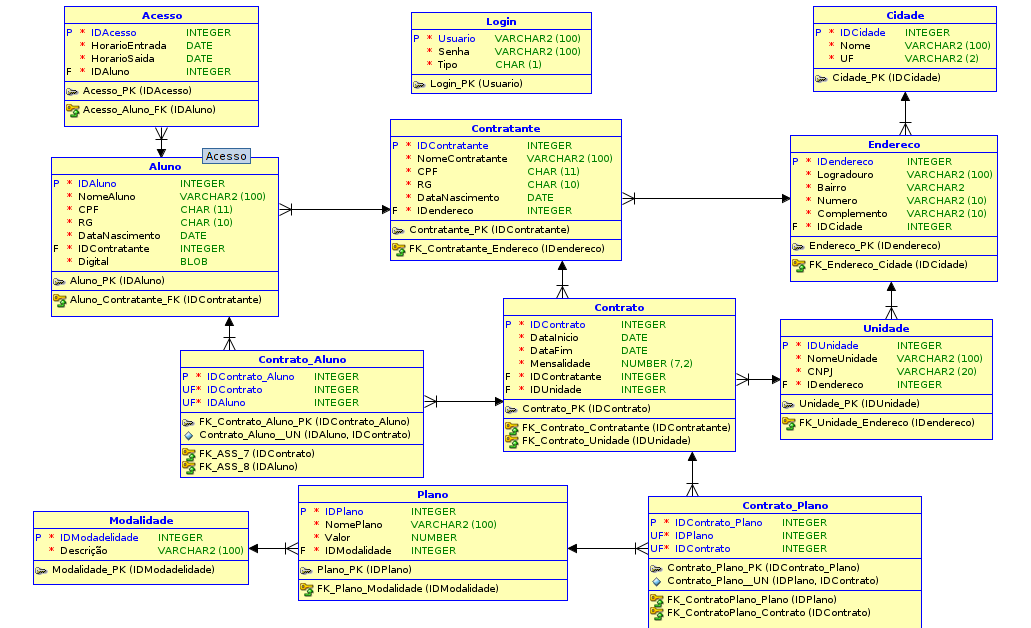 Acesso
P * IDAcesso INTEGER
* HorarioEntrada DATE
* HorarioSaida DATE
F * IDAluno INTEGER
Acesso_PK (IDAcesso)
Acesso_Aluno_FK (IDAluno)
Login
P * Usuario VARCHAR2 (100)
* Senha VARCHAR2 (100)
* Tipo CHAR (1)
Login_PK (Usuario)
Cidade
P * IDCidade INTEGER
* Nome VARCHAR2 (100)
* UF VARCHAR2 (2)
Cidade_PK (IDCidade)
Acesso
Aluno
P * IDAluno INTEGER
* NomeAluno VARCHAR2 (100)
* CPF CHAR (11)
* RG CHAR (10)
* DataNascimento DATE
F * IDContratante INTEGER
* Digital BLOB
Aluno_PK (IDAluno)
Aluno_Contratante_FK (IDContratante)
Contratante
P * IDContratante INTEGER
* NomeContratante VARCHAR2 (100)
* CPF CHAR (11)
* RG CHAR (10)
* DataNascimento DATE
F * IDendereco INTEGER
Contratante_PK (IDContratante)
FK_Contratante_Endereco (IDendereco)
Endereco
P * IDendereco INTEGER
* Logradouro VARCHAR2 (100)
* Bairro VARCHAR2
* Numero VARCHAR2 (10)
* Complemento VARCHAR2 (10)
F * IDCidade INTEGER
Endereco_PK (IDendereco)
FK_Endereco_Cidade (IDCidade)
Contrato
P * IDContrato INTEGER
* DataInicio DATE
* DataFim DATE
* Mensalidade NUMBER (7,2)
F * IDContratante INTEGER
F * IDUnidade INTEGER
Contrato_PK (IDContrato)
FK_Contrato_Contratante (IDContratante)
FK_Contrato_Unidade (IDUnidade)
Unidade
P * IDUnidade INTEGER
* NomeUnidade VARCHAR2 (100)
* CNPJ VARCHAR2 (20)
F * IDendereco INTEGER
Unidade_PK (IDUnidade)
FK_Unidade_Endereco (IDendereco)
Contrato_Aluno
P * IDContrato_Aluno INTEGER
UF* IDContrato INTEGER
UF* IDAluno INTEGER
FK_Contrato_Aluno_PK (IDContrato_Aluno)
Contrato_Aluno__UN (IDAluno, IDContrato)
FK_ASS_7 (IDContrato)
FK_ASS_8 (IDAluno)
Modalidade
P * IDModadelidade INTEGER
* Descrição VARCHAR2 (100)
Modalidade_PK (IDModadelidade)
Plano
P * IDPlano INTEGER
* NomePlano VARCHAR2 (100)
* Valor NUMBER
F * IDModalidade INTEGER
Plano_PK (IDPlano)
FK_Plano_Modalidade (IDModalidade)
Contrato_Plano
P * IDContrato_Plano INTEGER
UF* IDPlano INTEGER
UF* IDContrato INTEGER
Contrato_Plano_PK (IDContrato_Plano)
Contrato_Plano__UN (IDPlano, IDContrato)
FK_ContratoPlano_Plano (IDPlano)
FK_ContratoPlano_Contrato (IDContrato)